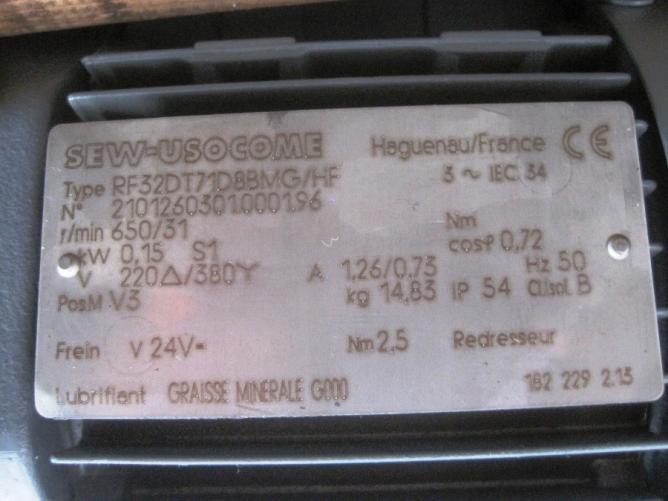 SEW-USOCOME Haguenau/France CE
Type RF32DT71D8BMG/HF 3 ~ IEC 34
N° 2101260301.0001.96
r/min 650/31 Nm
kW 0,15 S1 cosφ 0,72
V 220Δ/380Y A 1,26/0,73 Hz 50
Pos.M V3 kg 14,83 IP 54 Cl.isol. B
Frein V 24V= Nm 2,5 Redresseur
Lubrifiant GRAISSE MINERALE G000 182 229 2.13